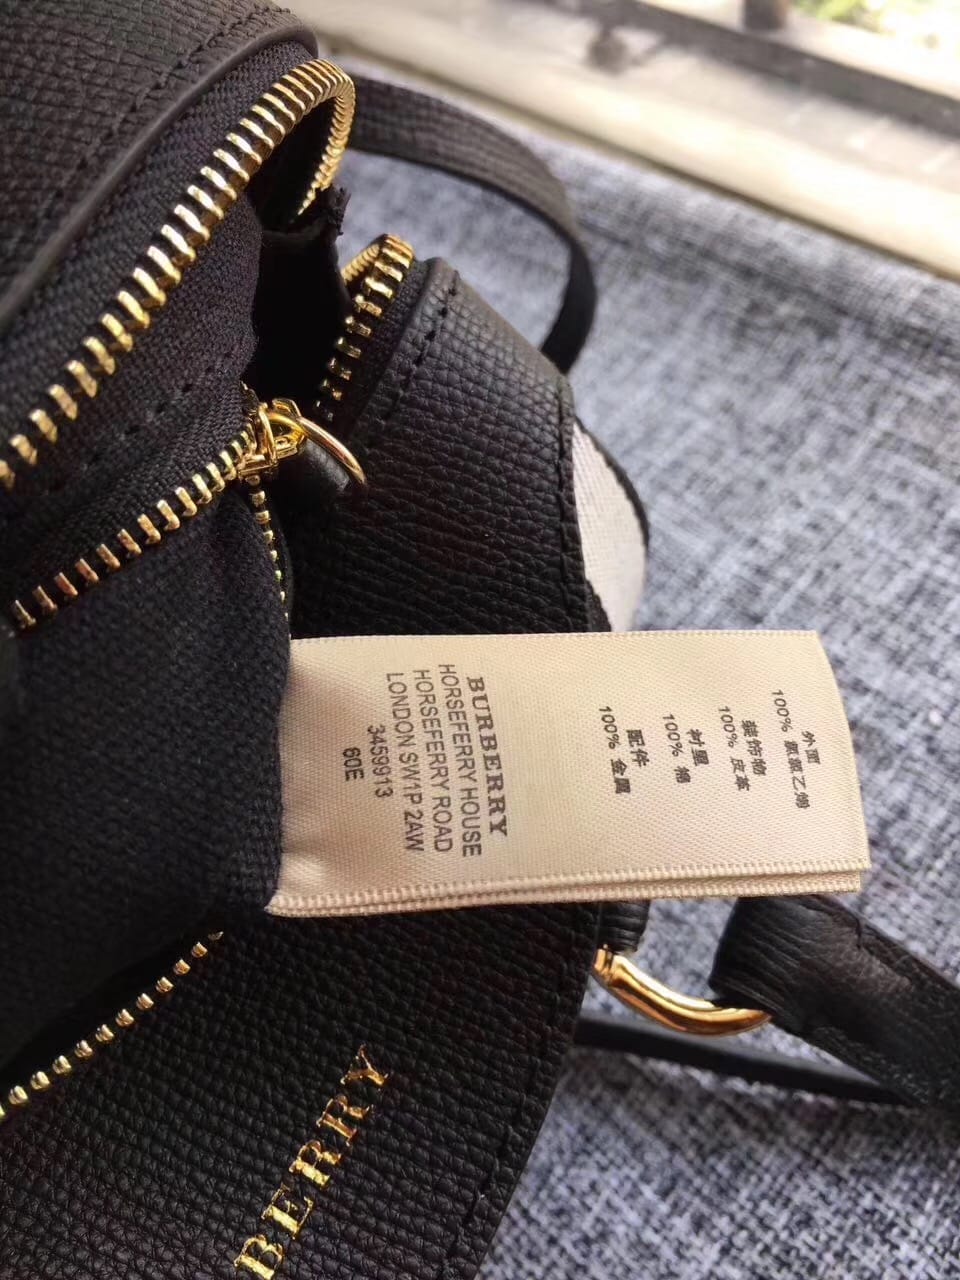 BURBERRY
HORSEFERRY HOUSE
HORSEFERRY ROAD
LONDON SW1P 2AW
3459913
60E
外面
100% 聚氯乙烯
装饰物
100% 皮革
衬里
100% 棉
配件
100% 金属
BERRY